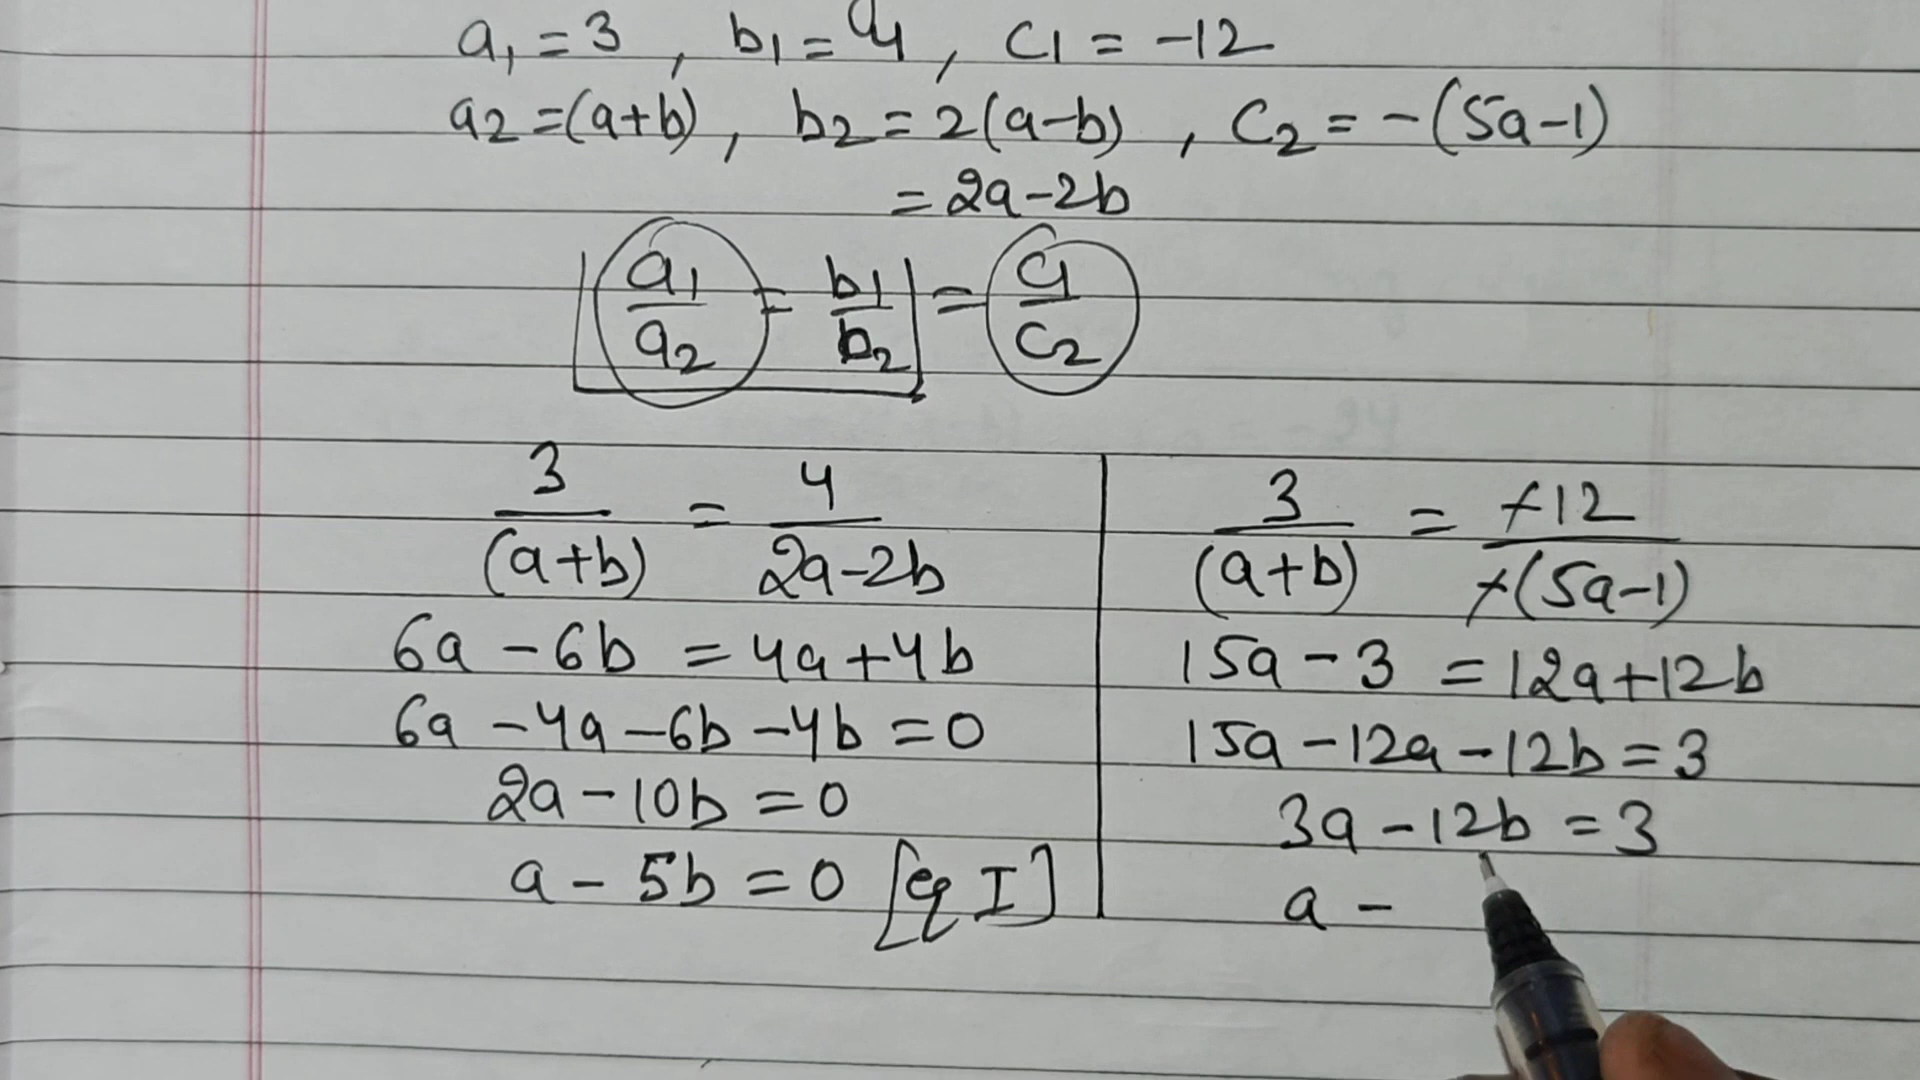 a₁ = 3 , b₁ = 4 , c₁ = -12
a₂ = (a+b) , b₂ = 2(a-b) , c₂ = -(5a-1)
= 2a-2b
a₁/a₂ = b₁/b₂ = c₁/c₂
3/(a+b) = 4/(2a-2b)
6a - 6b = 4a + 4b
6a - 4a - 6b - 4b = 0
2a - 10b = 0
a - 5b = 0 [eq I]
3/(a+b) = -12/-(5a-1)
15a - 3 = 12a + 12b
15a - 12a - 12b = 3
3a - 12b = 3
a -